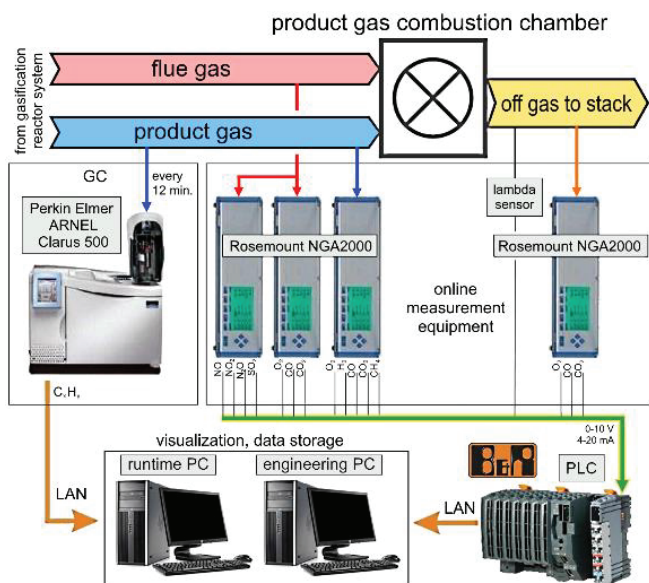 product gas combustion chamber
from gasification
reactor system
flue gas
product gas
off gas to stack
GC
every
12 min.
Perkin Elmer
ARNEL
Clarus 500
lambda
sensor
Rosemount NGA2000
Rosemount NGA2000
online
measurement
equipment
NO
NO₂
N₂O
SO₂
O₂
CO
CO₂
O₂
H₂
CO
CO₂
CH₄
O₂
CO
CO₂
CₓHᵧ
0-10 V
4-20 mA
visualization, data storage
runtime PC
engineering PC
B&R
PLC
LAN
LAN